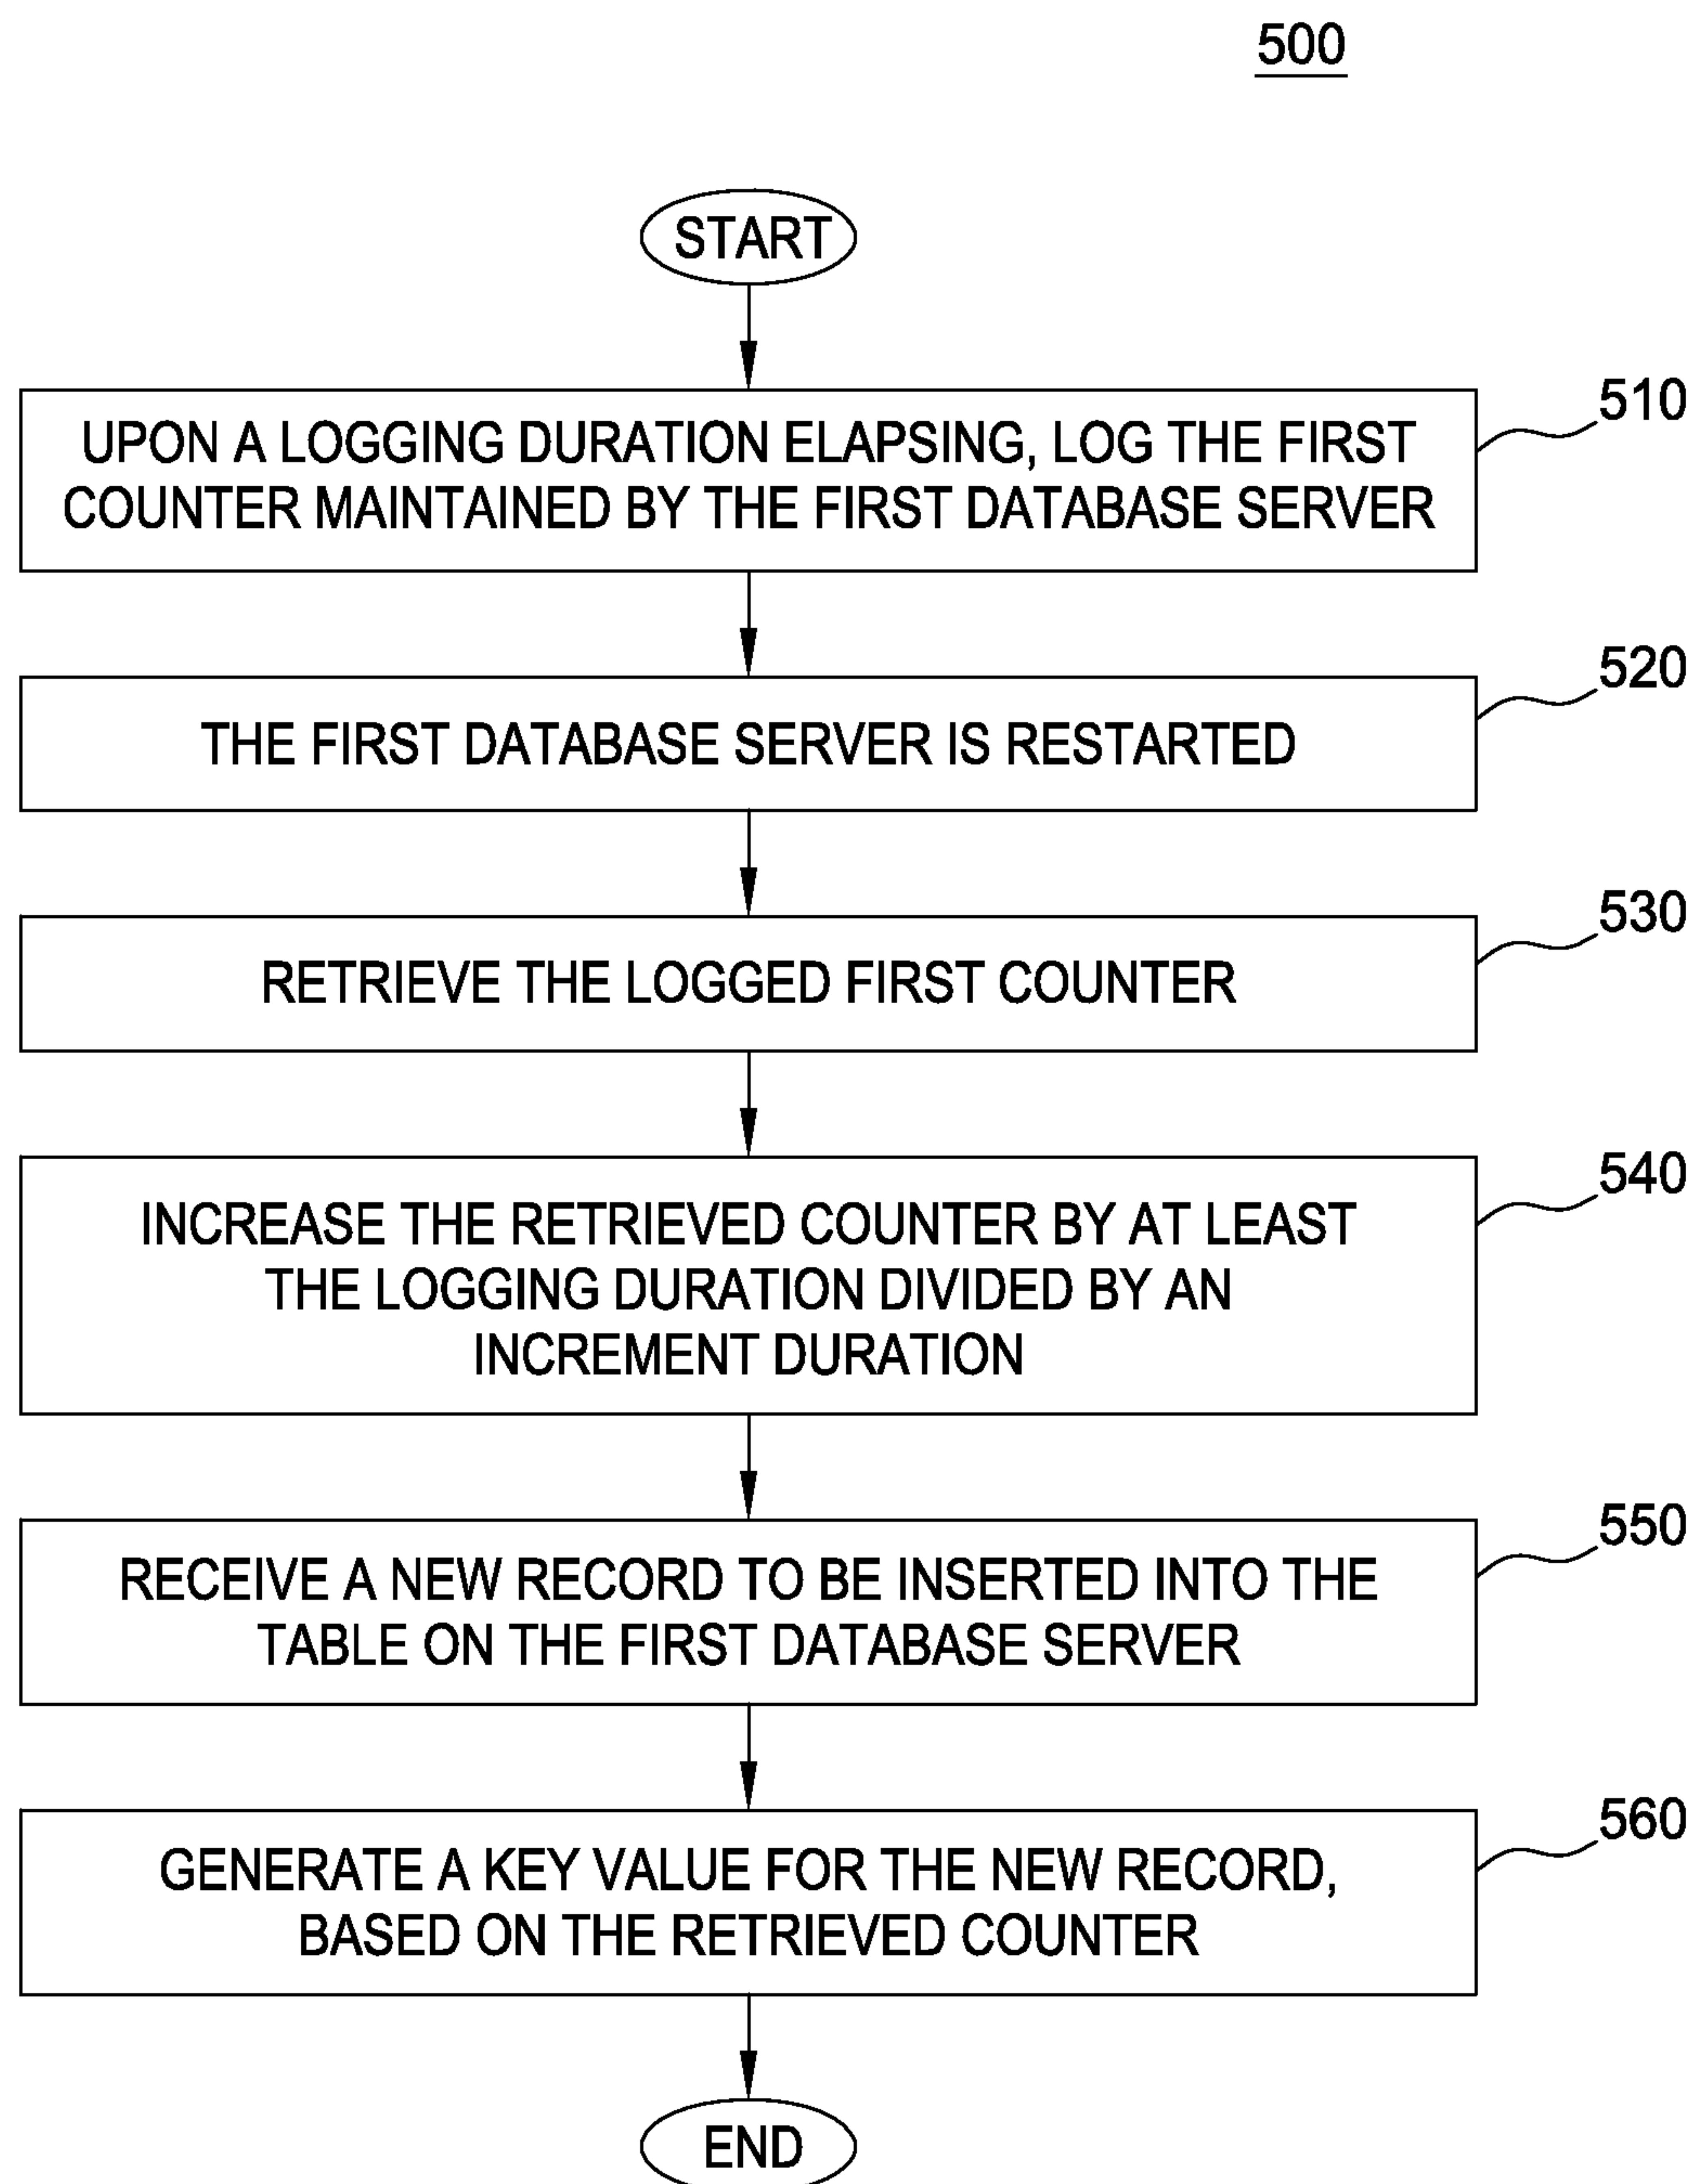 500
START
510
UPON A LOGGING DURATION ELAPSING, LOG THE FIRST
COUNTER MAINTAINED BY THE FIRST DATABASE SERVER
520
THE FIRST DATABASE SERVER IS RESTARTED
530
RETRIEVE THE LOGGED FIRST COUNTER
540
INCREASE THE RETRIEVED COUNTER BY AT LEAST
THE LOGGING DURATION DIVIDED BY AN
INCREMENT DURATION
550
RECEIVE A NEW RECORD TO BE INSERTED INTO THE
TABLE ON THE FIRST DATABASE SERVER
560
GENERATE A KEY VALUE FOR THE NEW RECORD,
BASED ON THE RETRIEVED COUNTER
END